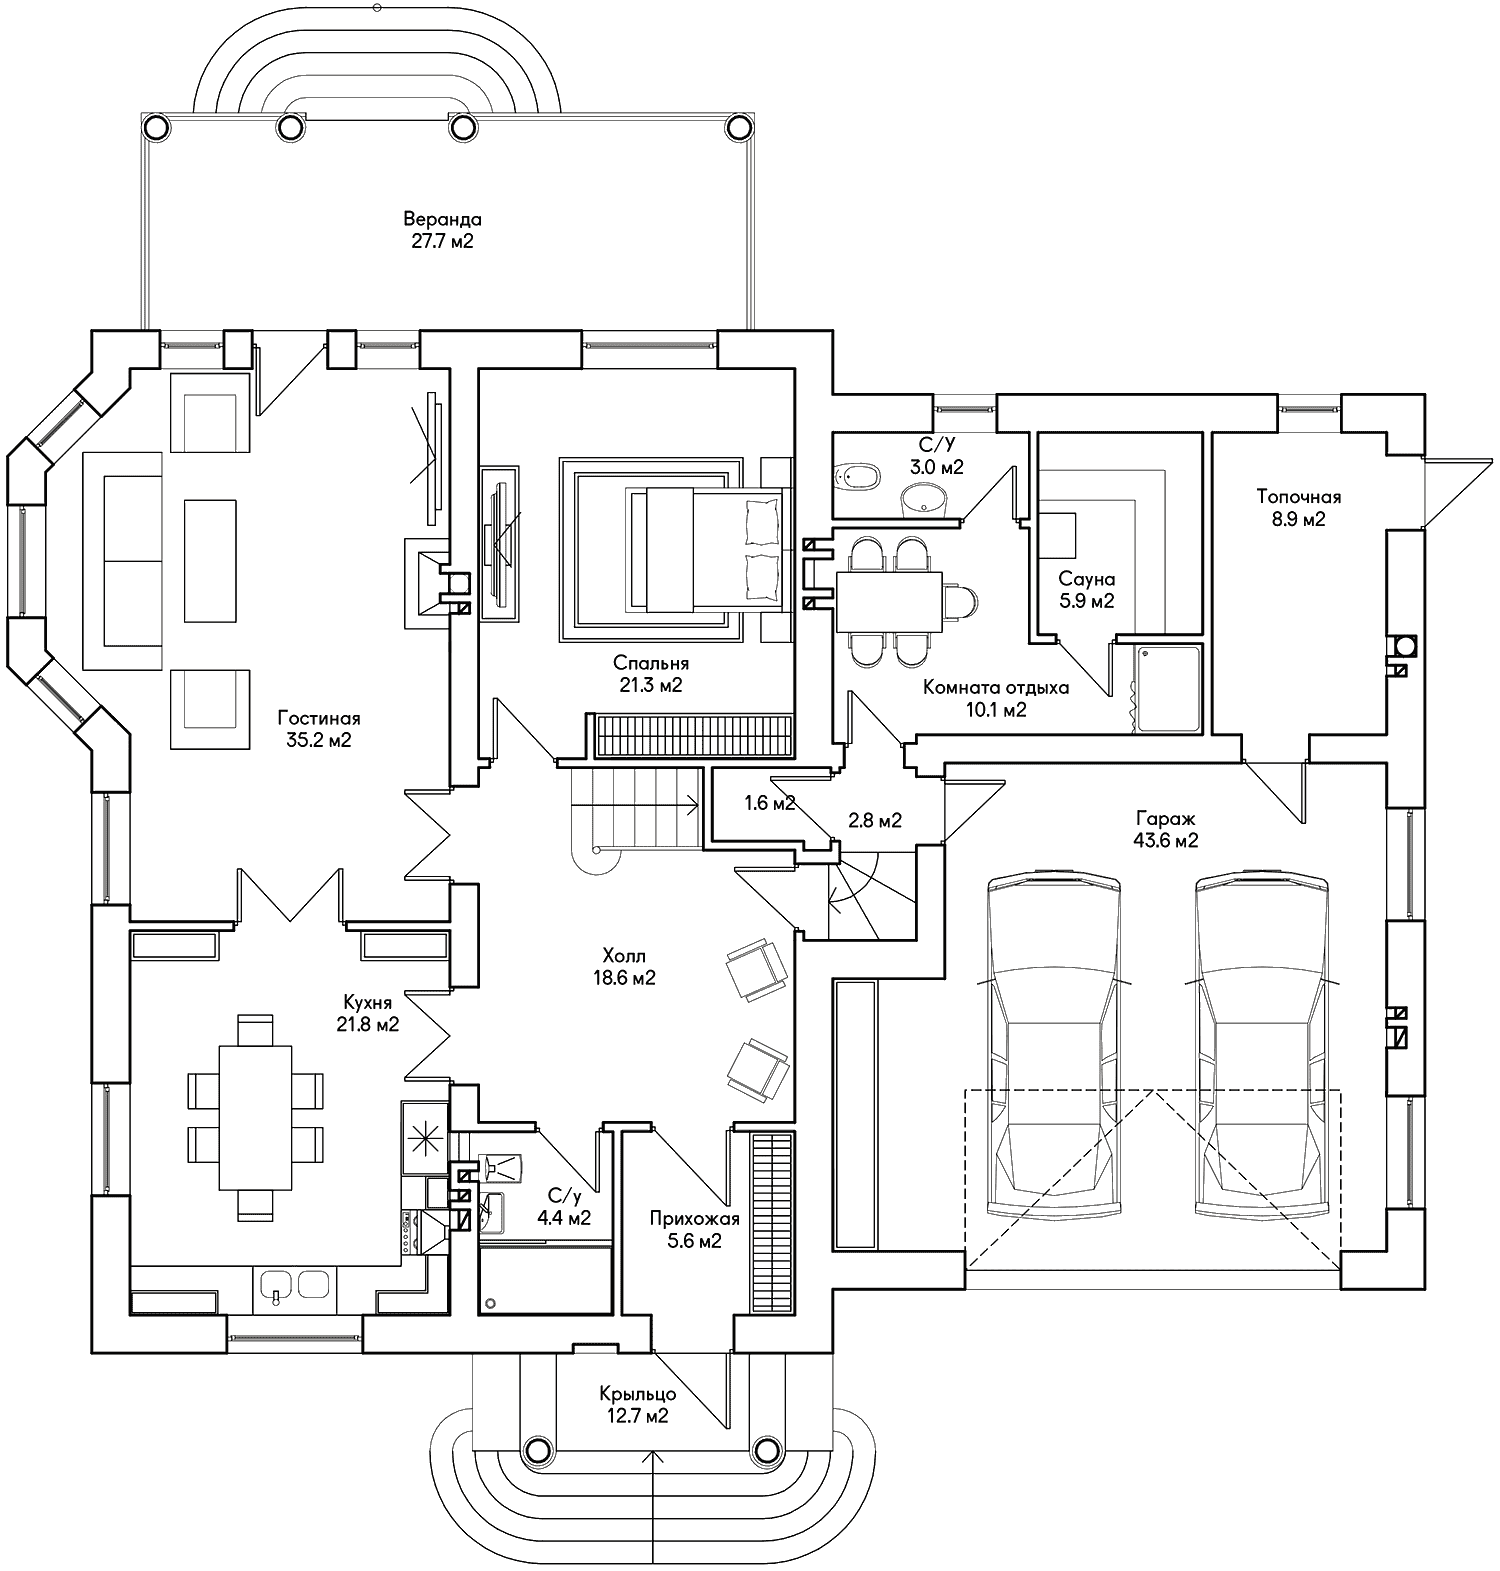 Веранда
27.7 м2
С/У
3.0 м2
Топочная
8.9 м2
Сауна
5.9 м2
Спальня
21.3 м2
Комната отдыха
10.1 м2
Гостиная
35.2 м2
1.6 м2
2.8 м2
Гараж
43.6 м2
Холл
18.6 м2
Кухня
21.8 м2
С/у
4.4 м2
Прихожая
5.6 м2
Крыльцо
12.7 м2